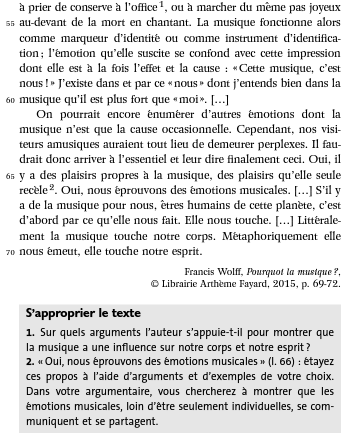 à prier de conserve à l'office 1, ou à marcher du même pas joyeux
55 au-devant de la mort en chantant. La musique fonctionne alors
comme marqueur d'identité ou comme instrument d'identifica-
tion ; l'émotion qu'elle suscite se confond avec cette impression
dont elle est à la fois l'effet et la cause : « Cette musique, c'est
nous ! » J'existe dans et par ce « nous » dont j'entends bien dans la
60 musique qu'il est plus fort que « moi ». [...]
On pourrait encore énumérer d'autres émotions dont la
musique n'est que la cause occasionnelle. Cependant, nos visi-
teurs amusiques auraient tout lieu de demeurer perplexes. Il fau-
drait donc arriver à l'essentiel et leur dire finalement ceci. Oui, il
65 y a des plaisirs propres à la musique, des plaisirs qu'elle seule
recèle 2. Oui, nous éprouvons des émotions musicales. [...] S'il y
a de la musique pour nous, êtres humains de cette planète, c'est
d'abord par ce qu'elle nous fait. Elle nous touche. [...] Littérale-
ment la musique touche notre corps. Métaphoriquement elle
70 nous émeut, elle touche notre esprit.
Francis Wolff, Pourquoi la musique ?,
© Librairie Arthème Fayard, 2015, p. 69-72.
S'approprier le texte
1. Sur quels arguments l'auteur s'appuie-t-il pour montrer que
la musique a une influence sur notre corps et notre esprit ?
2. « Oui, nous éprouvons des émotions musicales » (l. 66) : étayez
ces propos à l'aide d'arguments et d'exemples de votre choix.
Dans votre argumentaire, vous chercherez à montrer que les
émotions musicales, loin d'être seulement individuelles, se com-
muniquent et se partagent.